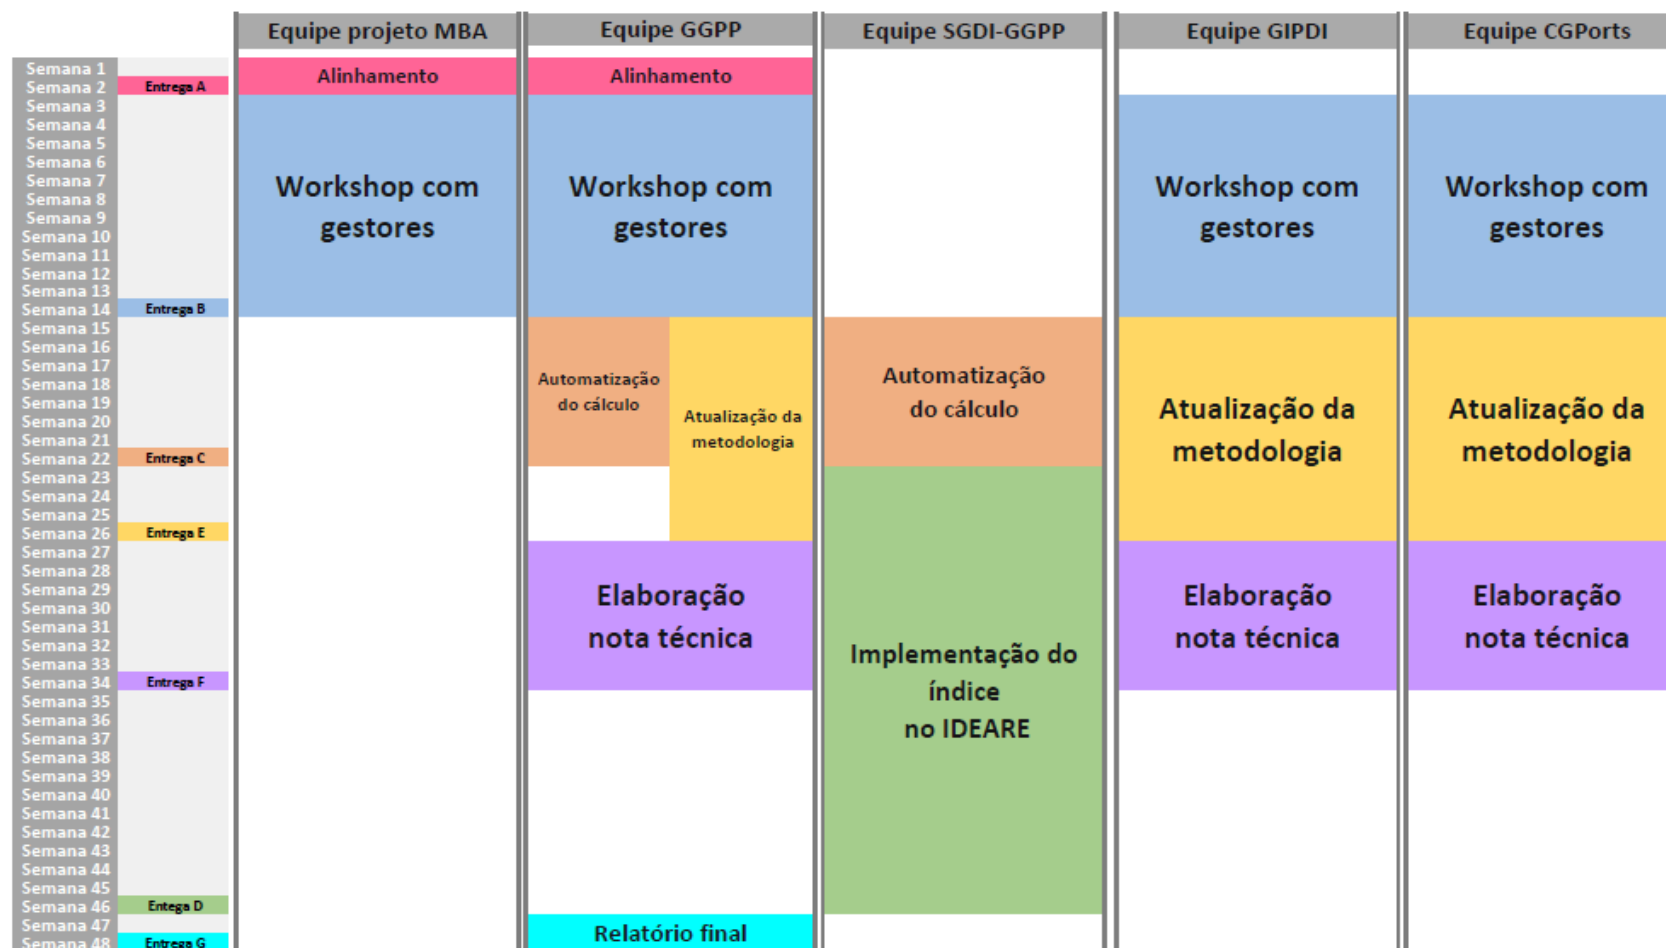 Equipe projeto MBA
Equipe GGPP
Equipe SGDI-GGPP
Equipe GIPDI
Equipe CGPorts
Semana 1
Semana 2
Entrega A
Semana 3
Semana 4
Semana 5
Semana 6
Semana 7
Semana 8
Semana 9
Semana 10
Semana 11
Semana 12
Semana 13
Semana 14
Entrega B
Semana 15
Semana 16
Semana 17
Semana 18
Semana 19
Semana 20
Semana 21
Semana 22
Entrega C
Semana 23
Semana 24
Semana 25
Semana 26
Entrega E
Semana 27
Semana 28
Semana 29
Semana 30
Semana 31
Semana 32
Semana 33
Semana 34
Entrega F
Semana 35
Semana 36
Semana 37
Semana 38
Semana 39
Semana 40
Semana 41
Semana 42
Semana 43
Semana 44
Semana 45
Semana 46
Entega D
Semana 47
Semana 48
Entrega G
Alinhamento
Workshop com
gestores
Alinhamento
Workshop com
gestores
Automatização
do cálculo
Atualização da
metodologia
Elaboração
nota técnica
Relatório final
Automatização
do cálculo
Implementação do
índice
no IDEARE
Workshop com
gestores
Atualização da
metodologia
Elaboração
nota técnica
Workshop com
gestores
Atualização da
metodologia
Elaboração
nota técnica